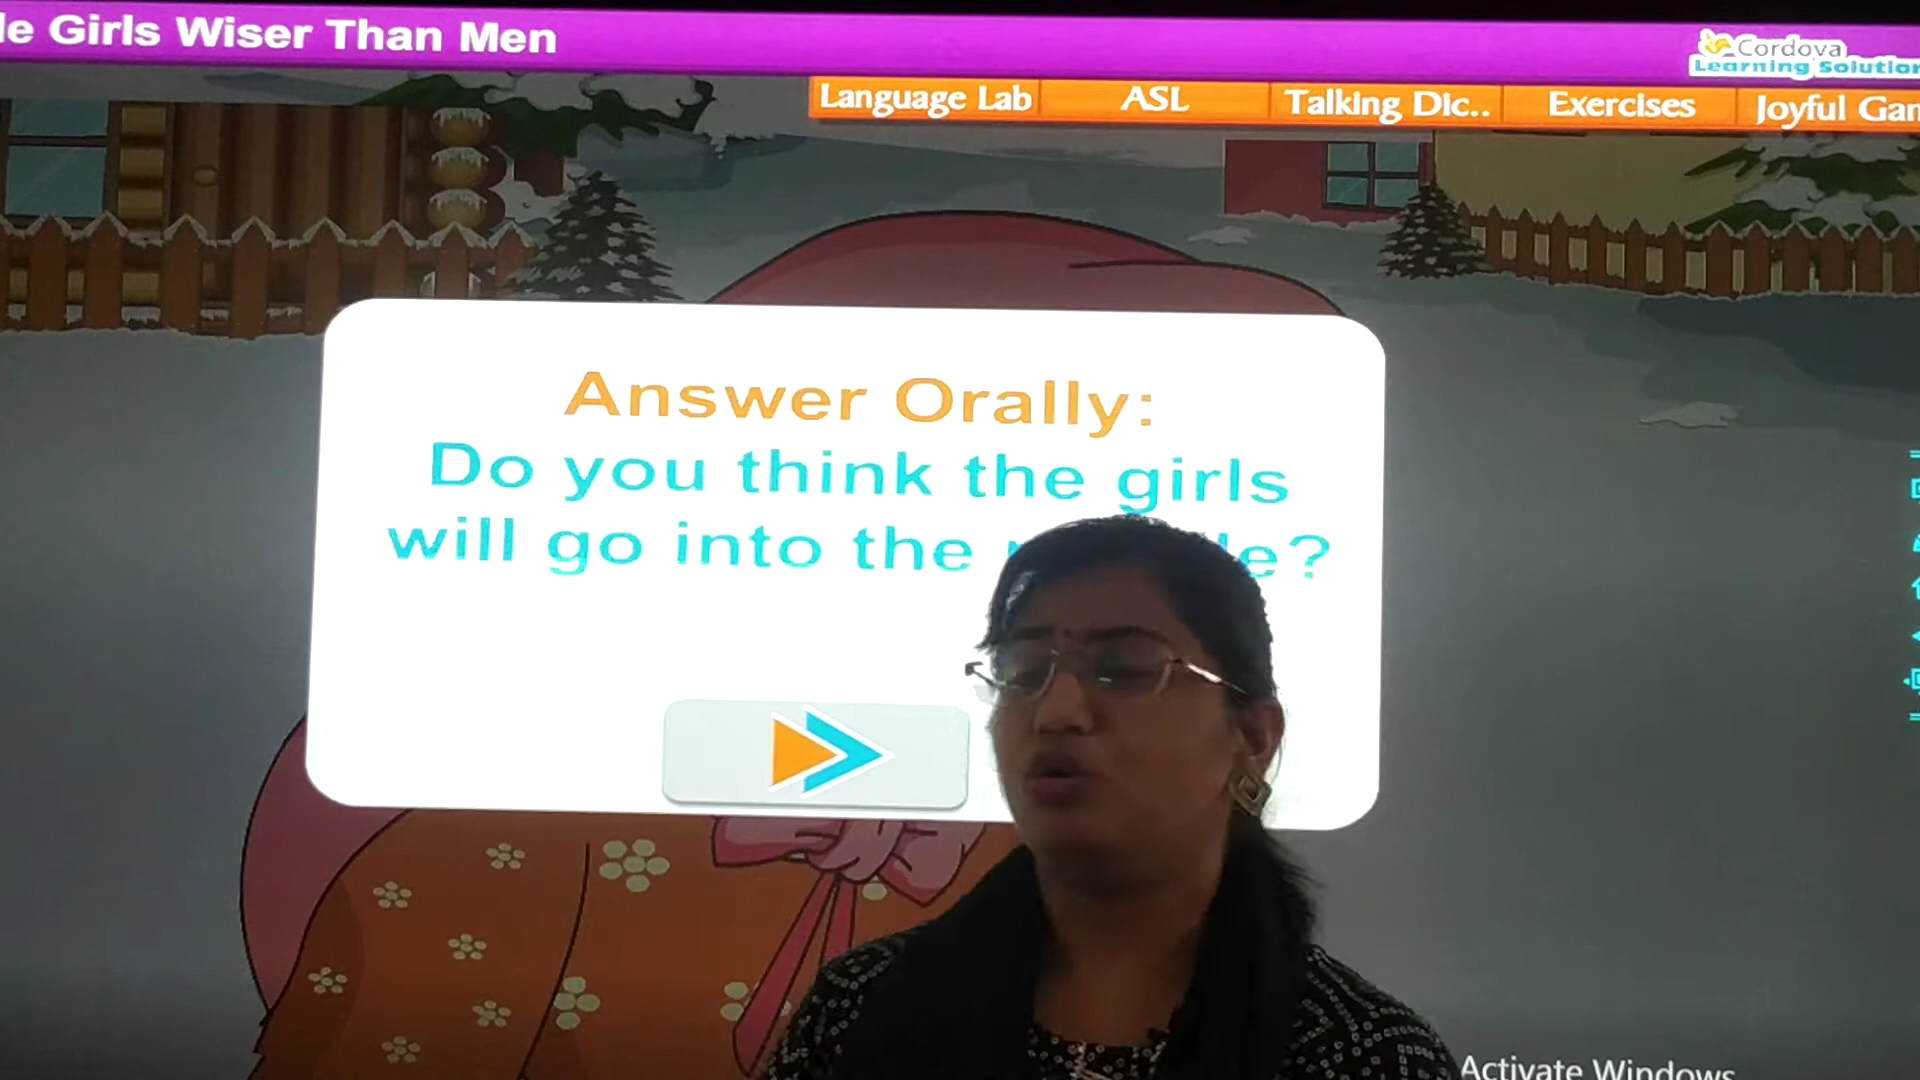 Girls Wiser Than Men
Cordova
Learning
Language Lab
ASL
Talking Dic..
Exercises
Joyful
Answer Orally:
Do you think the girls
will go into the
Activate Windows